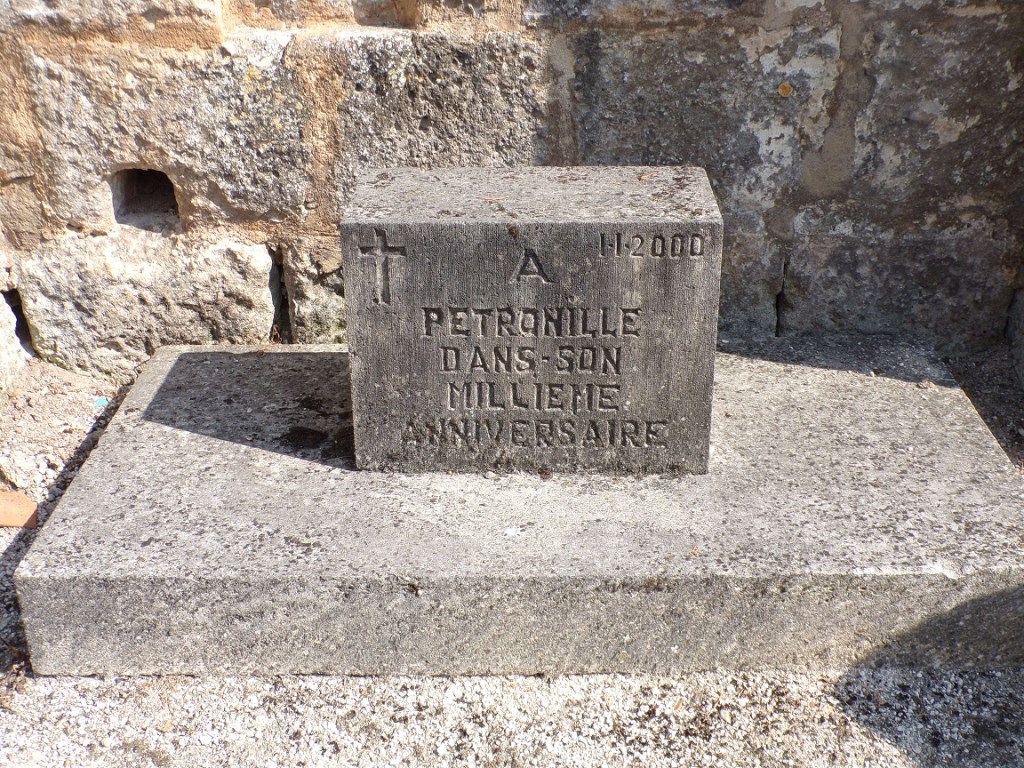 A
1·1·2000
PETRONILLE
DANS-SON
MILLIEME
ANNIVERSAIRE